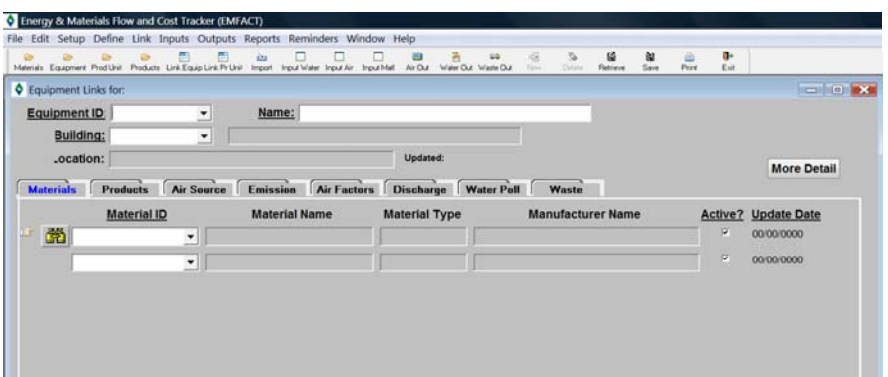 Energy & Materials Flow and Cost Tracker (EMFACT)
File Edit Setup Define Link Inputs Outputs Reports Reminders Window Help
Materials Equipment Prod Unit Products Link Equip Link Pr Unit Import Input Water Input Air Input Matl Air Out Water Out Waste Out New Delete Retrieve Save Print Exit
Equipment Links for:
Equipment ID: Name:
Building:
.ocation: Updated:
More Detail
Materials Products Air Source Emission Air Factors Discharge Water Poll Waste
Material ID Material Name Material Type Manufacturer Name Active? Update Date
00/00/0000
00/00/0000